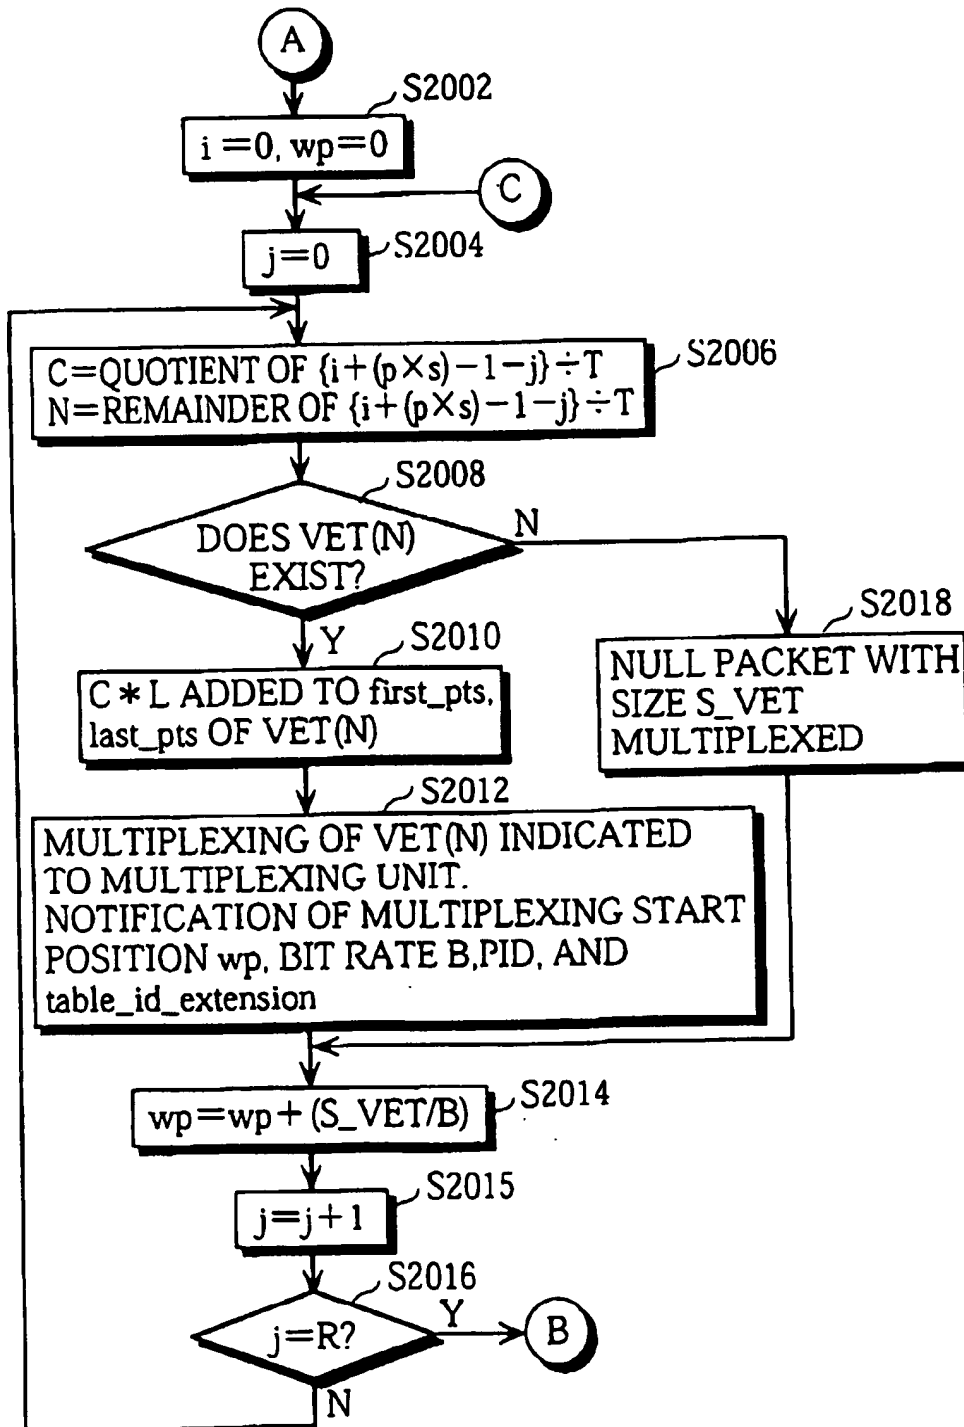 A
S2002
i=0, wp=0
C
j=0
S2004
C=QUOTIENT OF {i+(p×s)−1−j}÷T
N=REMAINDER OF {i+(p×s)−1−j}÷T
S2006
S2008
DOES VET(N)
EXIST?
N
Y
S2010
C*L ADDED TO first_pts,
last_pts OF VET(N)
S2018
NULL PACKET WITH
SIZE S_VET
MULTIPLEXED
S2012
MULTIPLEXING OF VET(N) INDICATED
TO MULTIPLEXING UNIT.
NOTIFICATION OF MULTIPLEXING START
POSITION wp, BIT RATE B,PID, AND
table_id_extension
wp=wp+(S_VET/B)
S2014
S2015
j=j+1
S2016
j=R?
Y
B
N